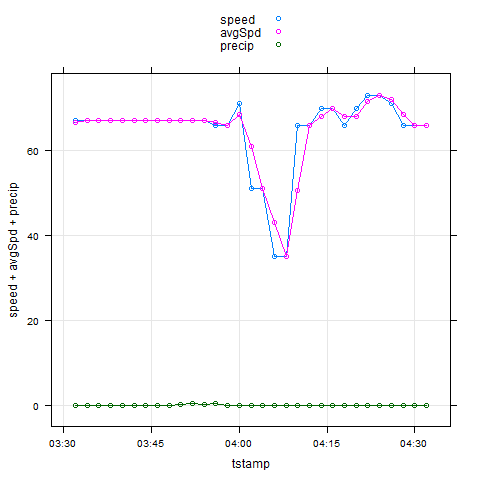 speed
avgSpd
precip
60
40
20
0
speed + avgSpd + precip
03:30 03:45 04:00 04:15 04:30
tstamp